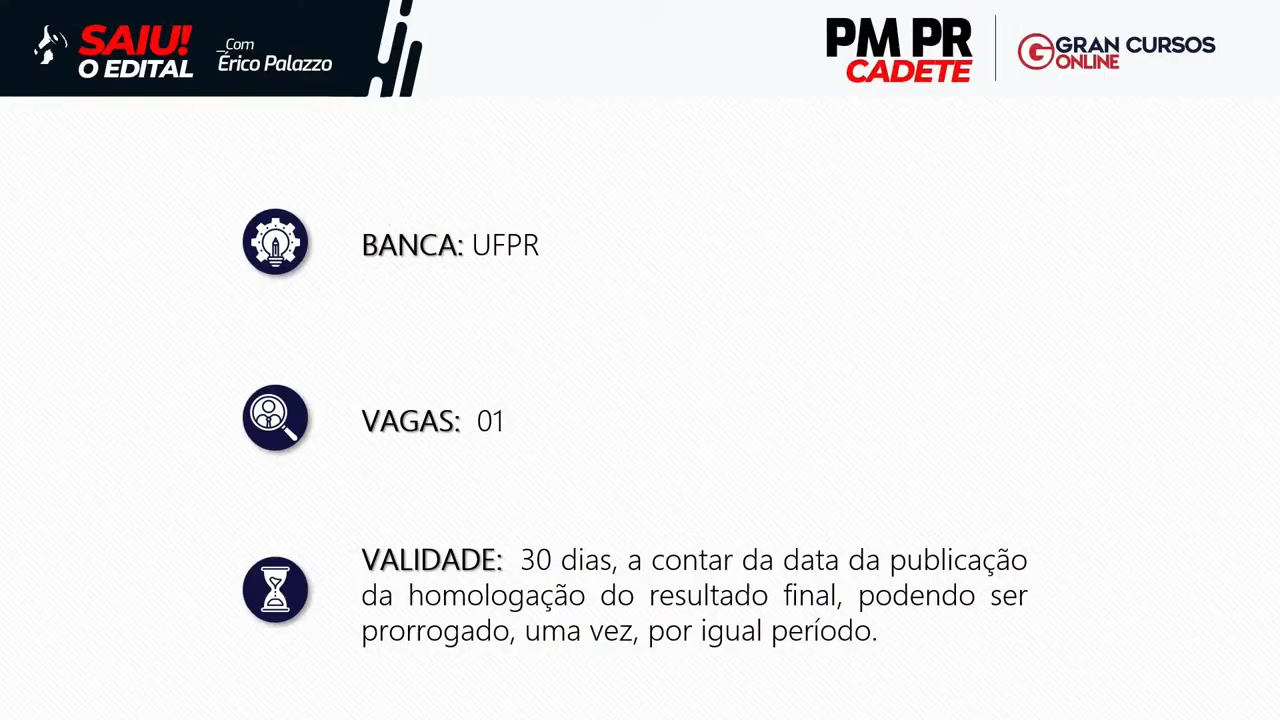 SAIU!
O EDITAL
_Com
Érico Palazzo
PM PR
CADETE
GRAN CURSOS
ONLINE
BANCA: UFPR
VAGAS: 01
VALIDADE: 30 dias, a contar da data da publicação
da homologação do resultado final, podendo ser
prorrogado, uma vez, por igual período.